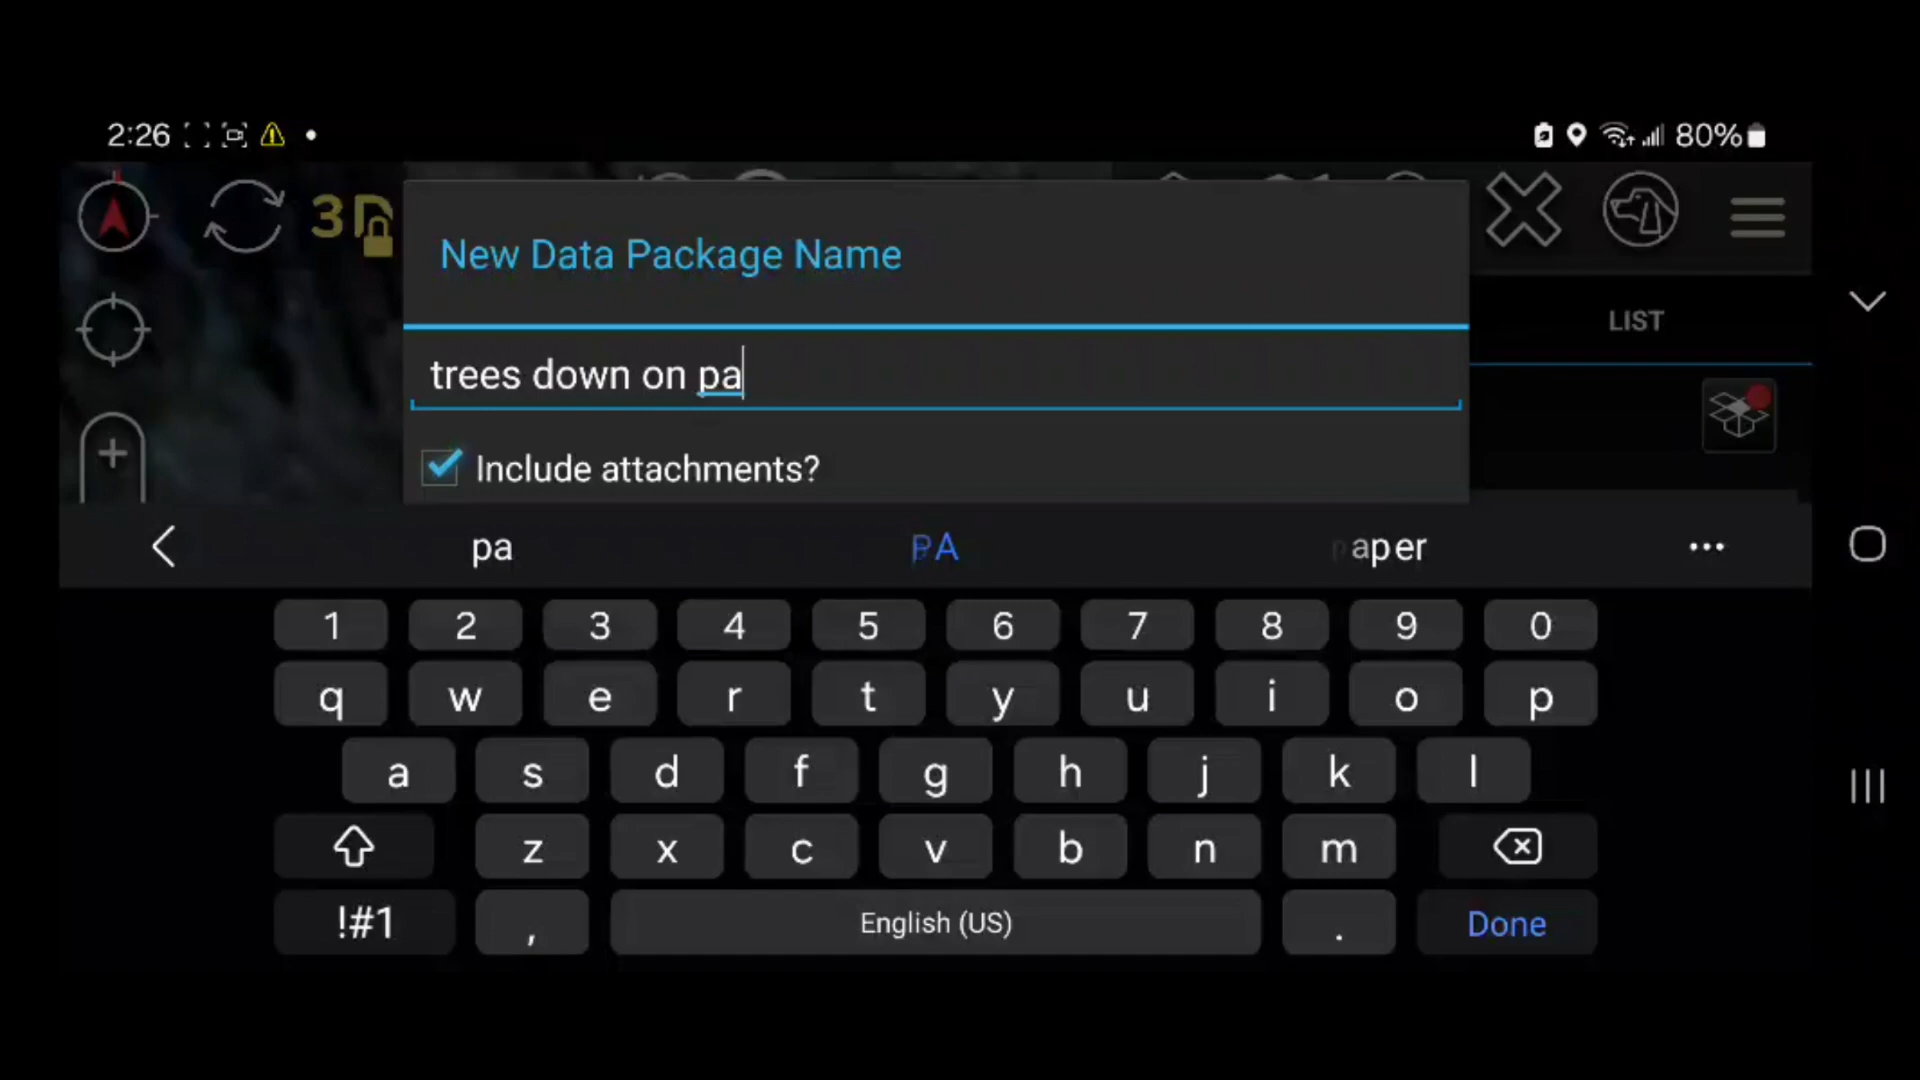 2:26
80%
3D
New Data Package Name
LIST
trees down on pa
Include attachments?
pa
PA
paper
1 2 3 4 5 6 7 8 9 0
q w e r t y u i o p
a s d f g h j k l
z x c v b n m
!#1 , English (US) . Done